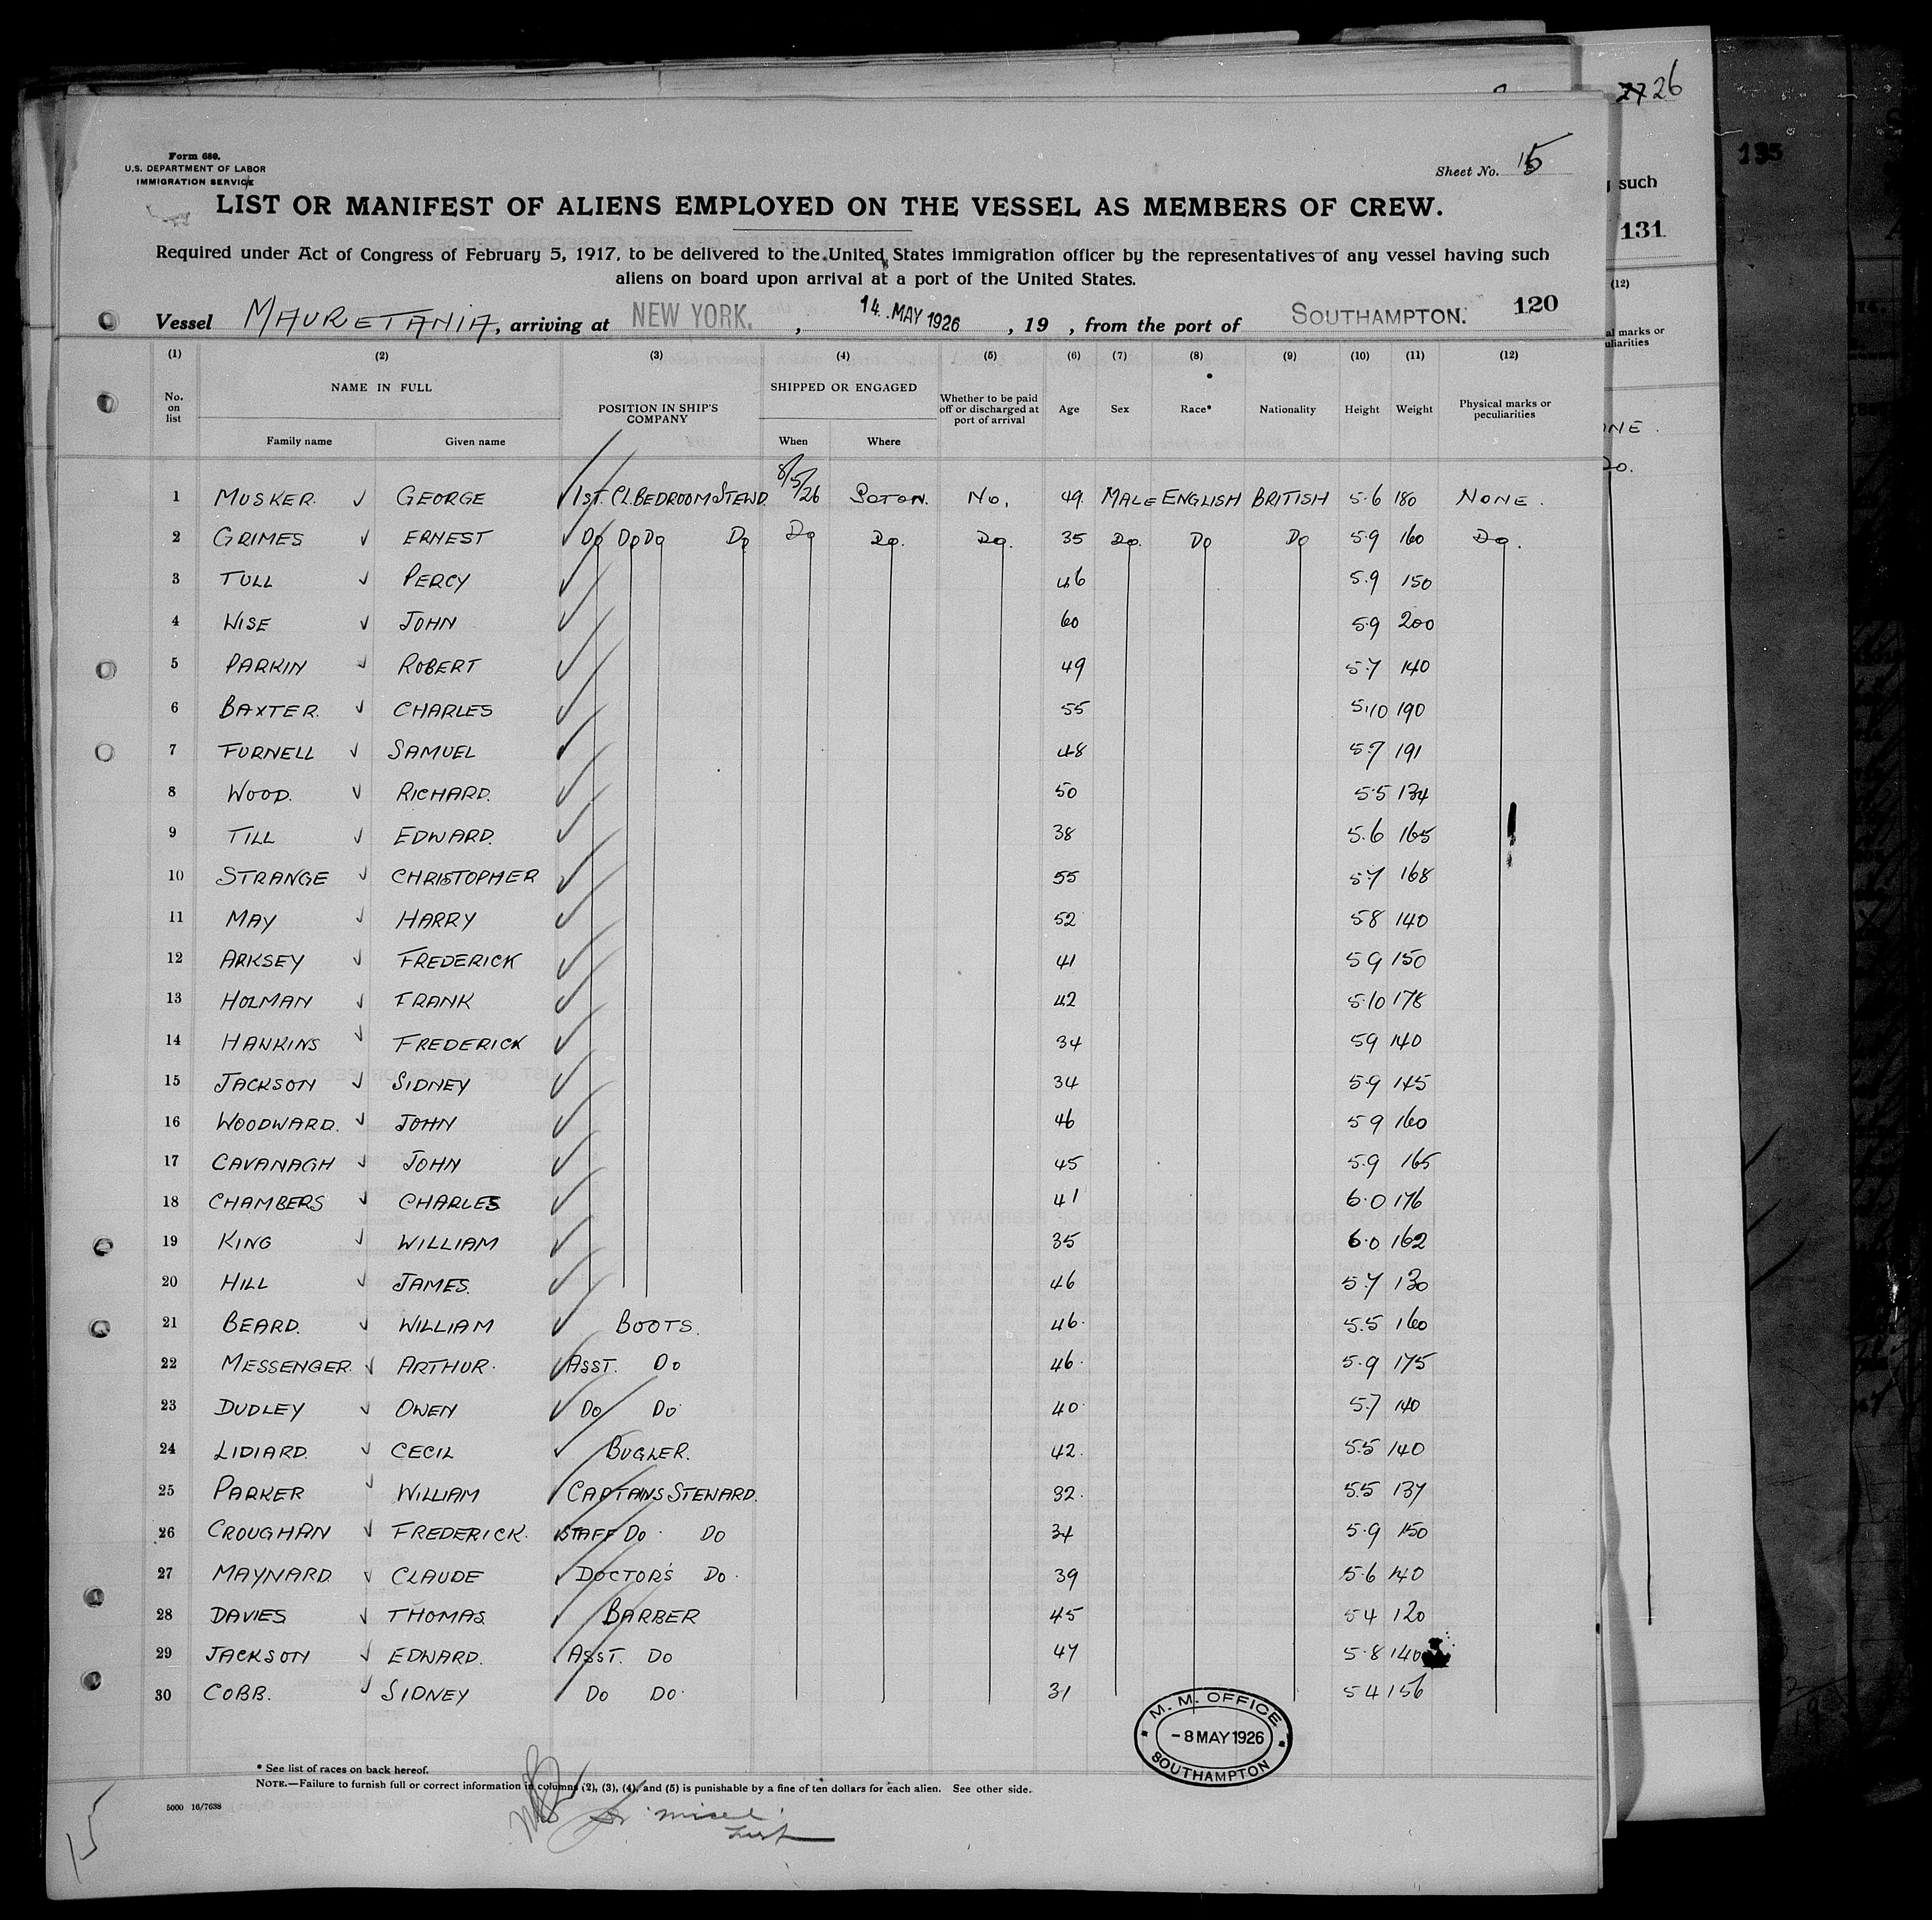 26
135
such
131
(12)
al marks or
uliarities
NE.
Do.
Form 680.
U.S. DEPARTMENT OF LABOR
IMMIGRATION SERVICE
Sheet No. 15
LIST OR MANIFEST OF ALIENS EMPLOYED ON THE VESSEL AS MEMBERS OF CREW.
Required under Act of Congress of February 5, 1917, to be delivered to the United States immigration officer by the representatives of any vessel having such
aliens on board upon arrival at a port of the United States.
120
Vessel MAURETANIA, arriving at NEW YORK. , 14 MAY 1926 , 19 , from the port of SOUTHAMPTON.
(1) (2) (3) (4) (5) (6) (7) (8) (9) (10) (11) (12)
No. on list NAME IN FULL POSITION IN SHIP'S COMPANY SHIPPED OR ENGAGED Whether to be paid off or discharged at port of arrival Age Sex Race* Nationality Height Weight Physical marks or peculiarities
Family name Given name When Where
1 MUSKER. GEORGE 1ST. CL. BEDROOM STEWD. 8/5/26 SOTON. No. 49 MALE ENGLISH BRITISH 5.6 180 NONE.
2 GRIMES ERNEST Do Do Do Do Do Do. Do. 35 Do. Do Do 5.9 160 Do.
3 TULL PERCY 46 5.9 150
4 WISE JOHN 60 5.9 200
5 PARKIN ROBERT 49 5.7 140
6 BAXTER. CHARLES 55 5.10 190
7 FURNELL SAMUEL 48 5.7 191
8 WOOD. RICHARD. 50 5.5 134
9 TILL EDWARD. 38 5.6 165
10 STRANGE CHRISTOPHER 55 5.7 168
11 MAY HARRY 52 5.8 140
12 ARKSEY FREDERICK 41 5 9 150
13 HOLMAN FRANK 42 5.10 178
14 HANKINS FREDERICK 34 59 140
15 JACKSON SIDNEY 34 5.9 145
16 WOODWARD. JOHN 46 5 9 160
17 CAVANAGH JOHN 45 5.9 165
18 CHAMBERS CHARLES 41 6.0 176
19 KING WILLIAM 35 6.0 162
20 HILL JAMES. 46 5.7 130
21 BEARD. WILLIAM BOOTS. 46. 5.5 160
22 MESSENGER. ARTHUR. ASST. Do 46. 5.9 175
23 DUDLEY OWEN Do Do 40. 5.7 140
24 LIDIARD. CECIL BUGLER. 42. 5.5 140
25 PARKER WILLIAM CAPTAINS STEWARD. 32. 5.5 137
26 CROUGHAN FREDERICK. STAFF Do. Do 34 5.9 150
27 MAYNARD CLAUDE DOCTOR'S Do. 39 5.6 140
28 DAVIES THOMAS BARBER 45 5 4 120
29 JACKSON EDWARD. ASST. Do 47 5.8 140
30 COBB. SIDNEY Do Do. 31 5 4 156
M. M. OFFICE
-8 MAY 1926
SOUTHAMPTON
* See list of races on back hereof.
NOTE.—Failure to furnish full or correct information in columns (2), (3), (4), and (5) is punishable by a fine of ten dollars for each alien. See other side.
5000 16/7638
15